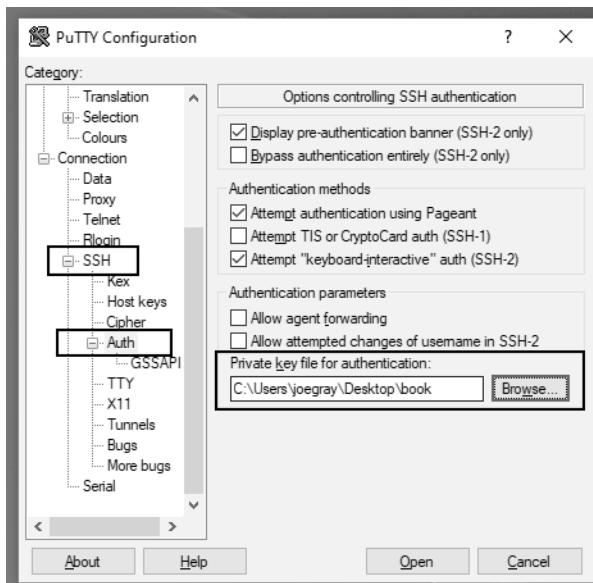 PuTTY Configuration
Category:
Translation
Selection
Colours
Connection
Data
Proxy
Telnet
Rlogin
SSH
Kex
Host keys
Cipher
Auth
GSSAPI
TTY
X11
Tunnels
Bugs
More bugs
Serial
Options controlling SSH authentication
Display pre-authentication banner (SSH-2 only)
Bypass authentication entirely (SSH-2 only)
Authentication methods
Attempt authentication using Pageant
Attempt TIS or CryptoCard auth (SSH-1)
Attempt "keyboard-interactive" auth (SSH-2)
Authentication parameters
Allow agent forwarding
Allow attempted changes of username in SSH-2
Private key file for authentication:
C:\Users\joegray\Desktop\book
Browse...
About
Help
Open
Cancel